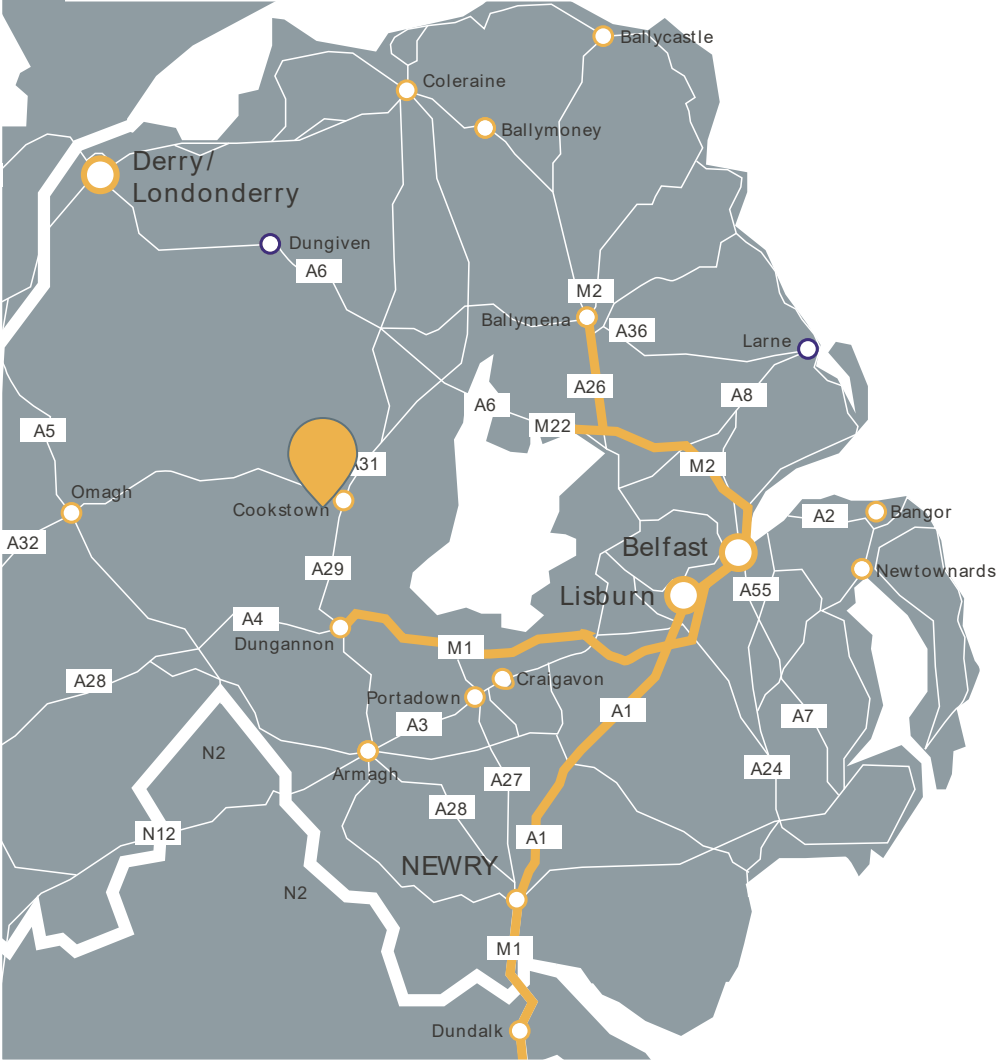 Ballycastle
Coleraine
Ballymoney
Derry/
Londonderry
Dungiven
A6
M2
Ballymena
A36
Larne
A26
A8
A6
M22
A5
A31
M2
Omagh
Cookstown
A2
Bangor
A32
Belfast
A29
Newtownards
A55
Lisburn
A4
Dungannon
M1
A28
Craigavon
Portadown
A1
A7
A3
N2
A24
Armagh
A27
A28
N12
A1
NEWRY
N2
M1
Dundalk